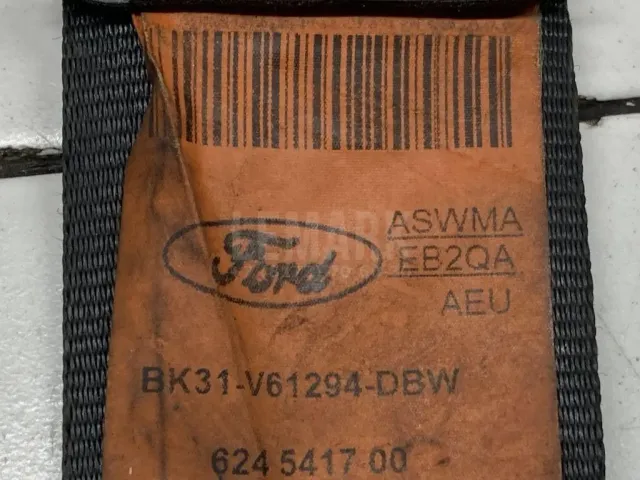 Ford
ASWMA
EB2QA
AEU
BK31-V61294-DBW
624 5417 00